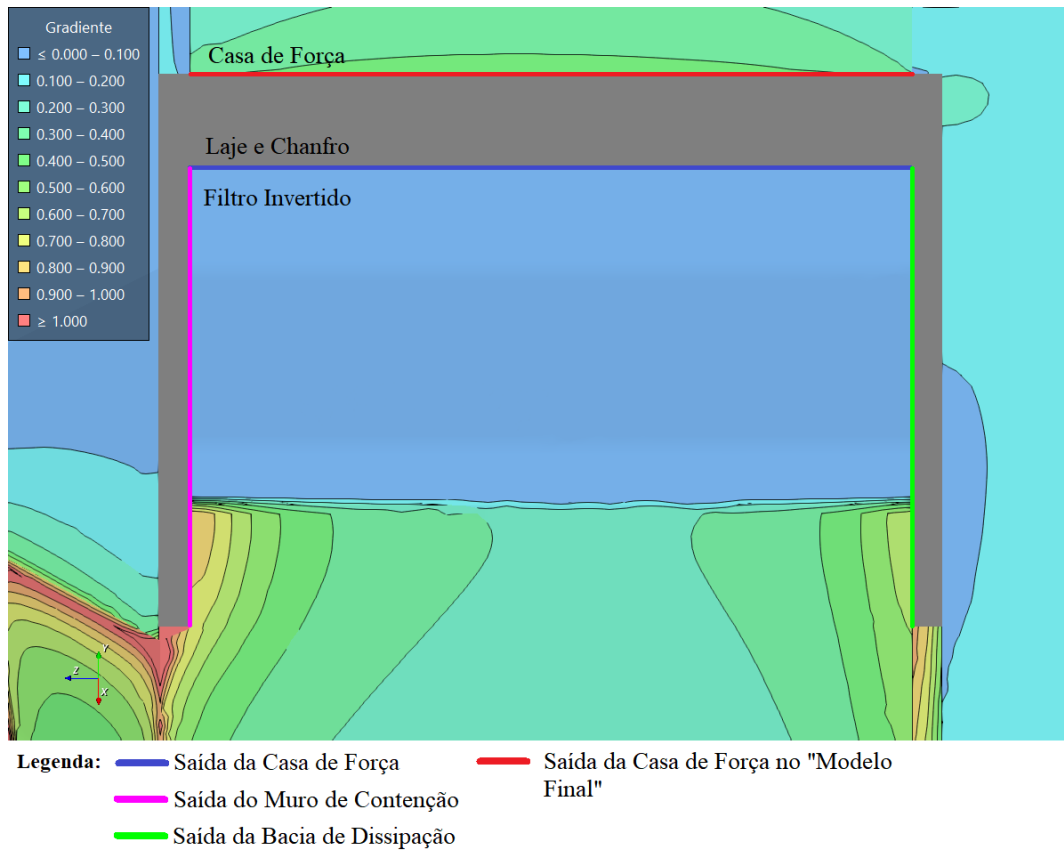 Gradiente
≤ 0.000 – 0.100
0.100 – 0.200
0.200 – 0.300
0.300 – 0.400
0.400 – 0.500
0.500 – 0.600
0.600 – 0.700
0.700 – 0.800
0.800 – 0.900
0.900 – 1.000
≥ 1.000
Casa de Força
Laje e Chanfro
Filtro Invertido
Y
Z
X
Legenda:
Saída da Casa de Força
Saída do Muro de Contenção
Saída da Bacia de Dissipação
Saída da Casa de Força no "Modelo
Final"